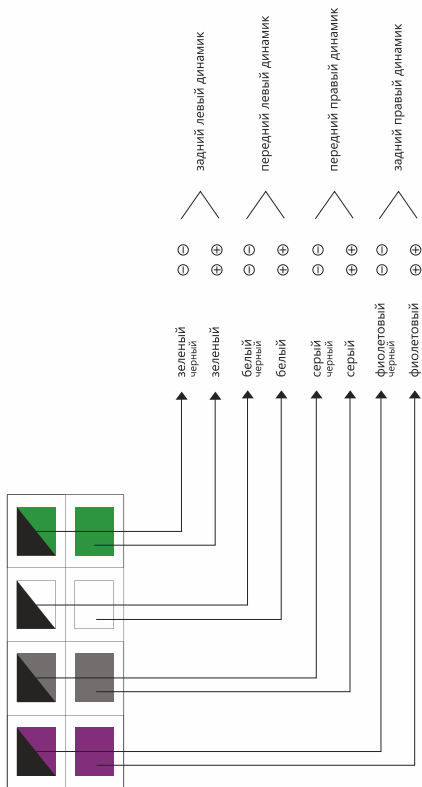 задний левый динамик
передний левый динамик
передний правый динамик
задний правый динамик
⊖ ⊕ ⊖ ⊕ ⊖ ⊕ ⊖ ⊕
⊖ ⊕ ⊖ ⊕ ⊖ ⊕ ⊖ ⊕
зеленый
черный
зеленый
белый
черный
белый
серый
черный
серый
фиолетовый
черный
фиолетовый